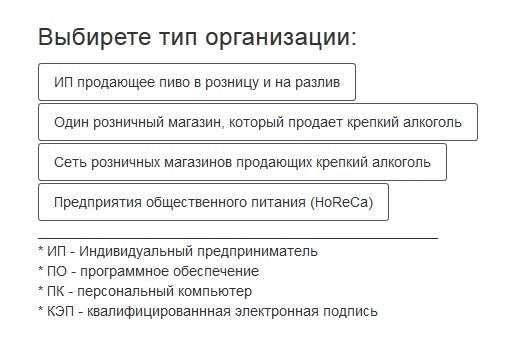 Выбирете тип организации:
ИП продающее пиво в розницу и на разлив
Один розничный магазин, который продает крепкий алкоголь
Сеть розничных магазинов продающих крепкий алкоголь
Предприятия общественного питания (HoReCa)
* ИП - Индивидуальный предприниматель
* ПО - программное обеспечение
* ПК - персональный компьютер
* КЭП - квалифицированнная электронная подпись